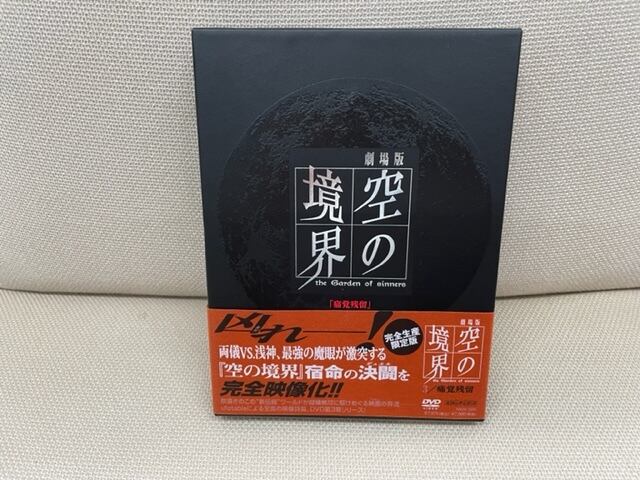 劇場版
空の
境界
the Garden of sinners
「痛覚残留」
凶れ――!
両儀VS.浅神、最強の魔眼が激突する
『空の境界』宿命の決闘を
完全映像化!!
完全生産
限定版
劇場版
空の
境界
the Garden of sinners
痛覚残留
DVD
VIDEO